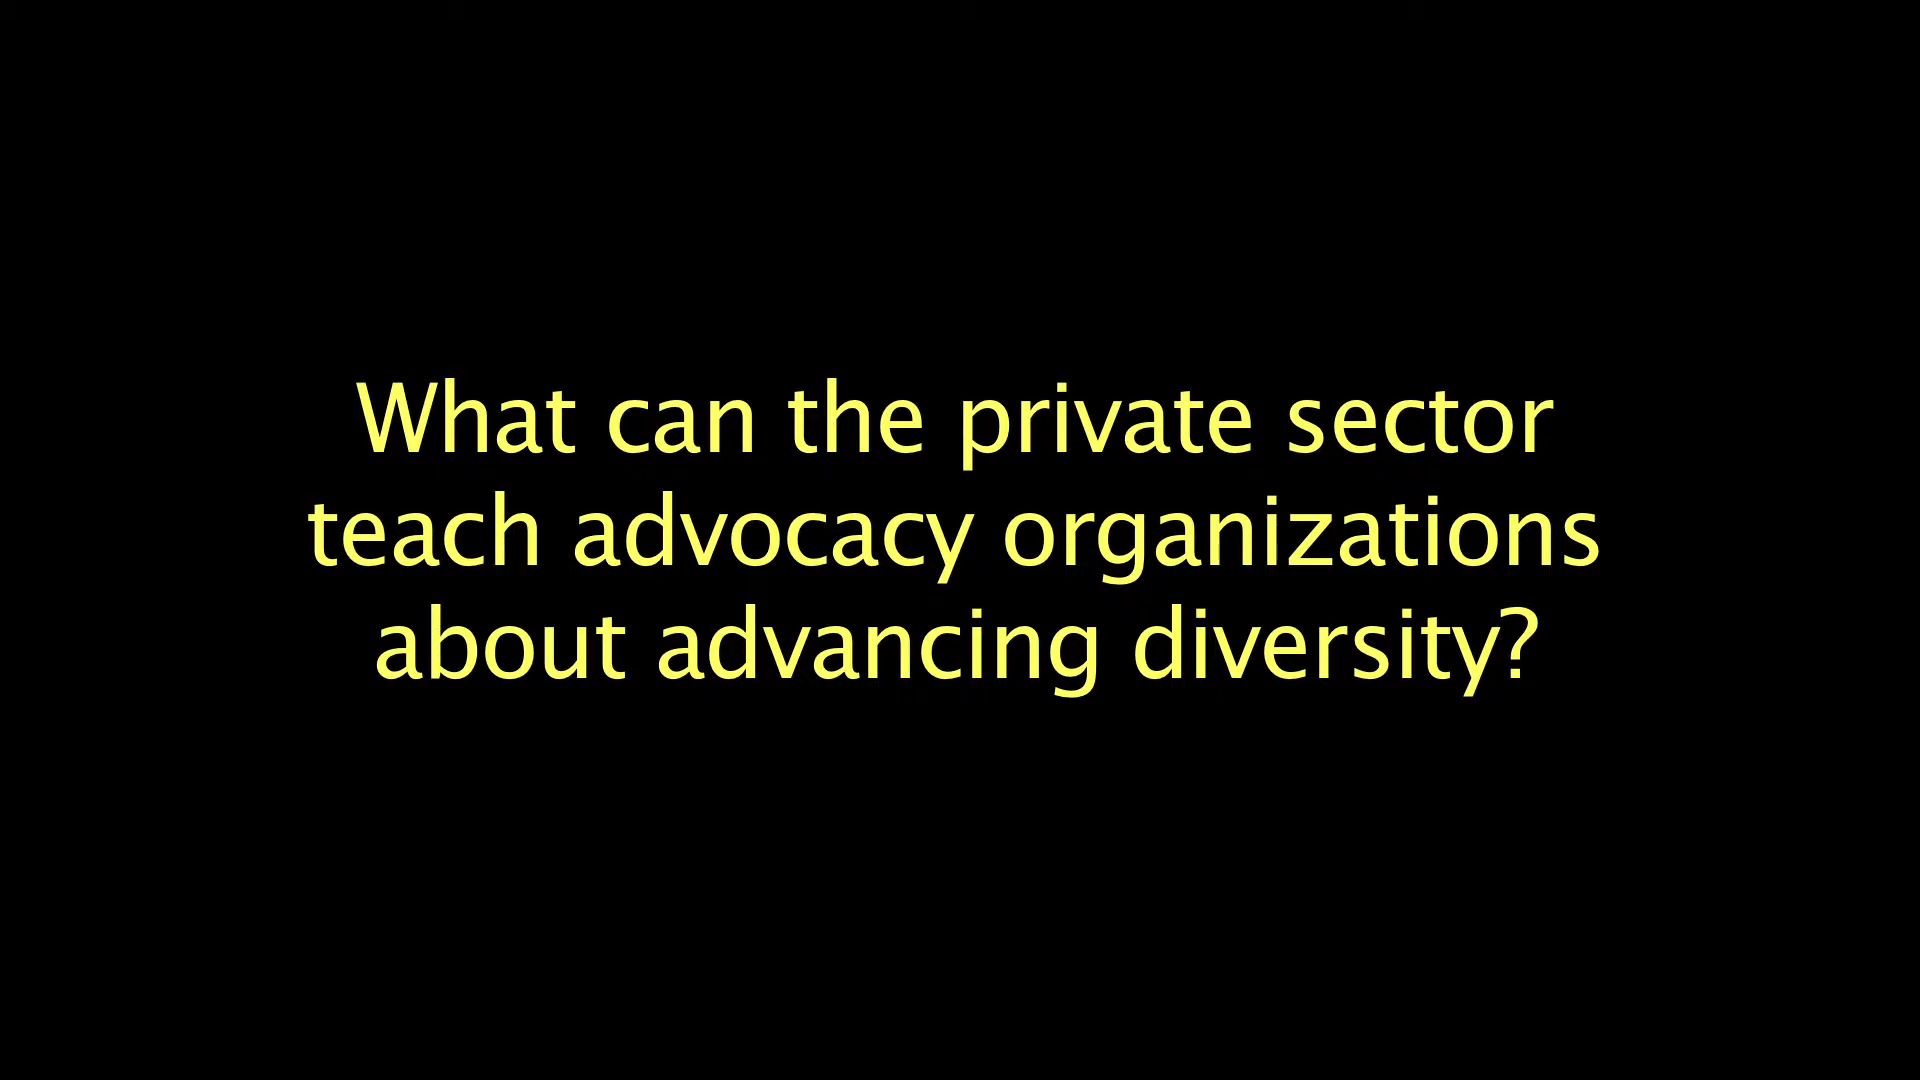 What can the private sector
teach advocacy organizations
about advancing diversity?